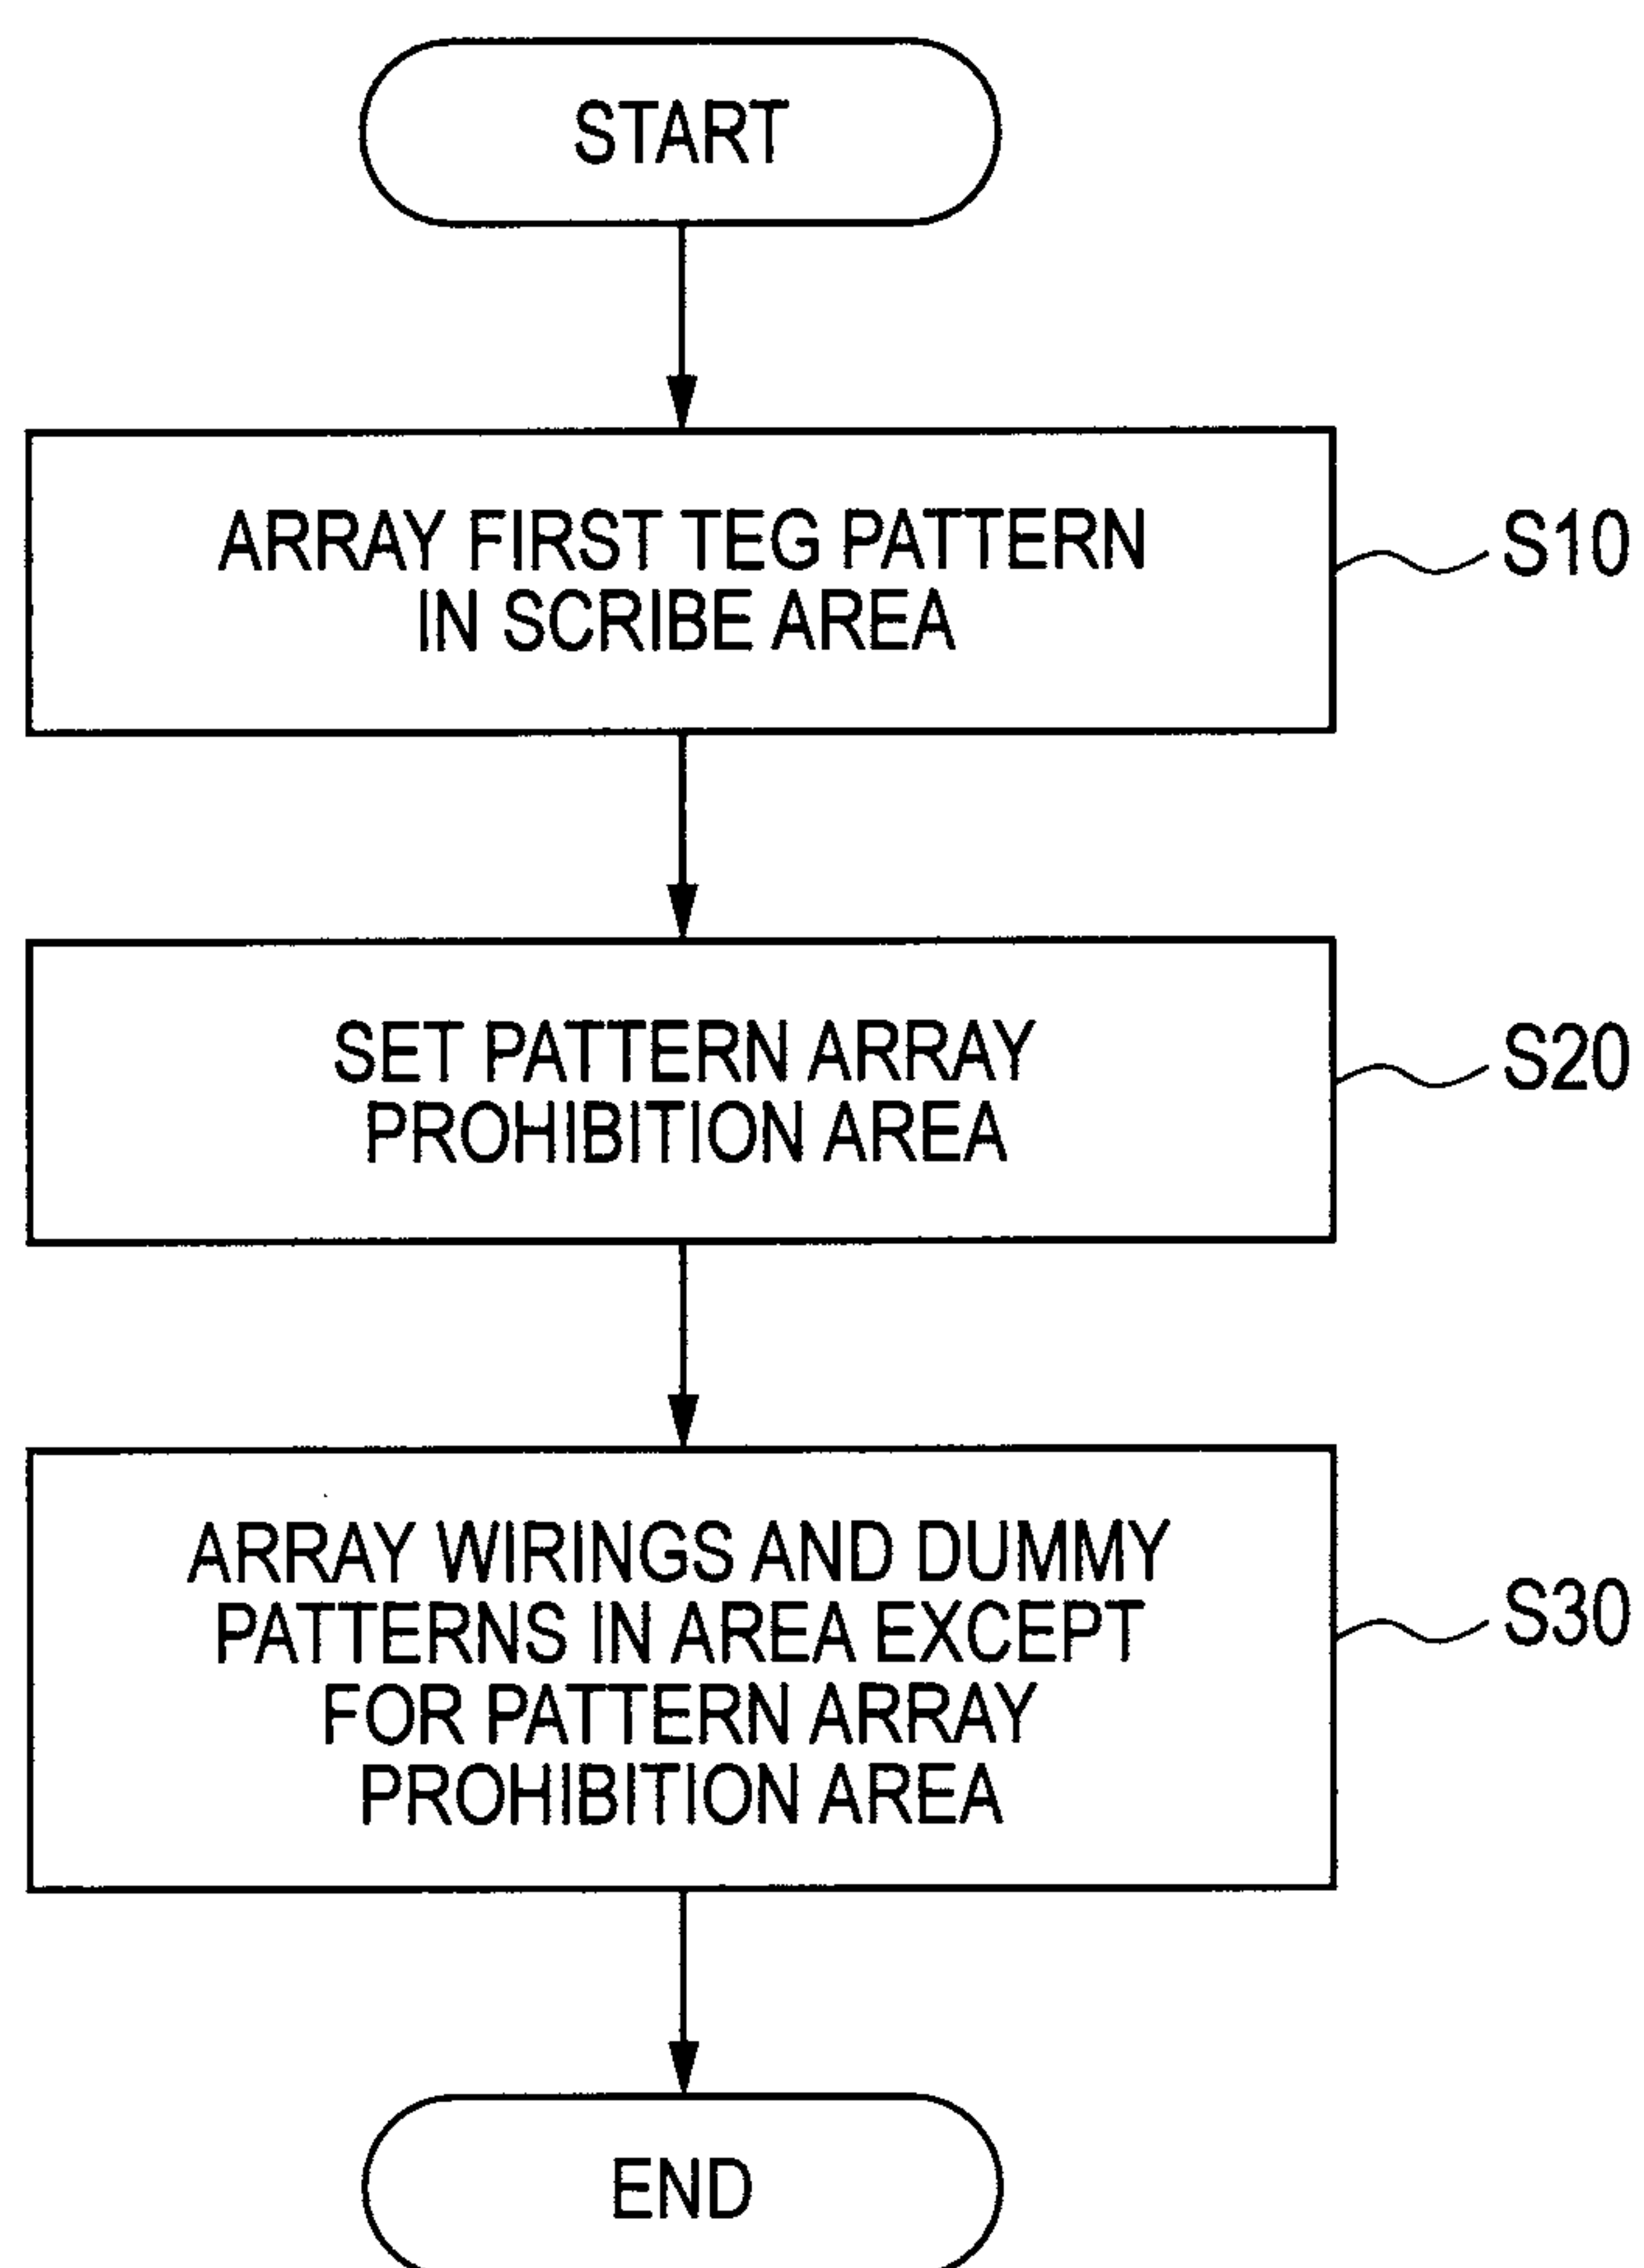 START
ARRAY FIRST TEG PATTERN
IN SCRIBE AREA
S10
SET PATTERN ARRAY
PROHIBITION AREA
S20
ARRAY WIRINGS AND DUMMY
PATTERNS IN AREA EXCEPT
FOR PATTERN ARRAY
PROHIBITION AREA
S30
END